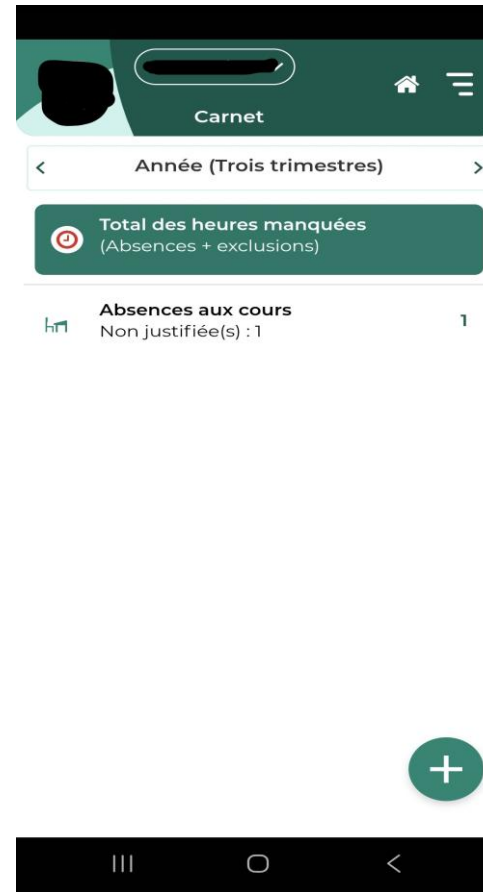 Carnet
Année (Trois trimestres)
Total des heures manquées
(Absences + exclusions)
Absences aux cours
Non justifiée(s) : 1
1